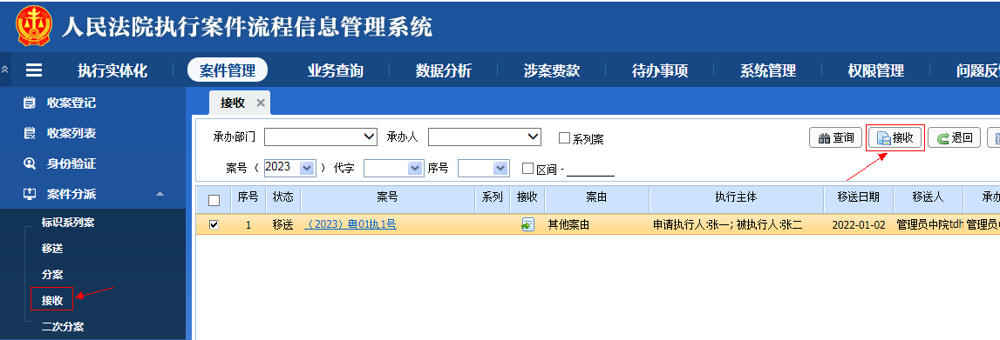 人民法院执行案件流程信息管理系统
执行实体化 案件管理 业务查询 数据分析 涉案费款 待办事项 系统管理 权限管理 问题反
收案登记
收案列表
身份验证
案件分派
标识系列案
移送
分案
接收
二次分案
接收
承办部门 承办人 系列案 查询 接收 退回
案号（ 2023 ） 代字 序号 区间 -
序号 状态 案号 系列 接收 案由 执行主体 移送日期 移送人 承
1 移送 （2023）粤01执1号 其他案由 申请执行人:张一; 被执行人:张二 2022-01-02 管理员中院tdh 管理员中